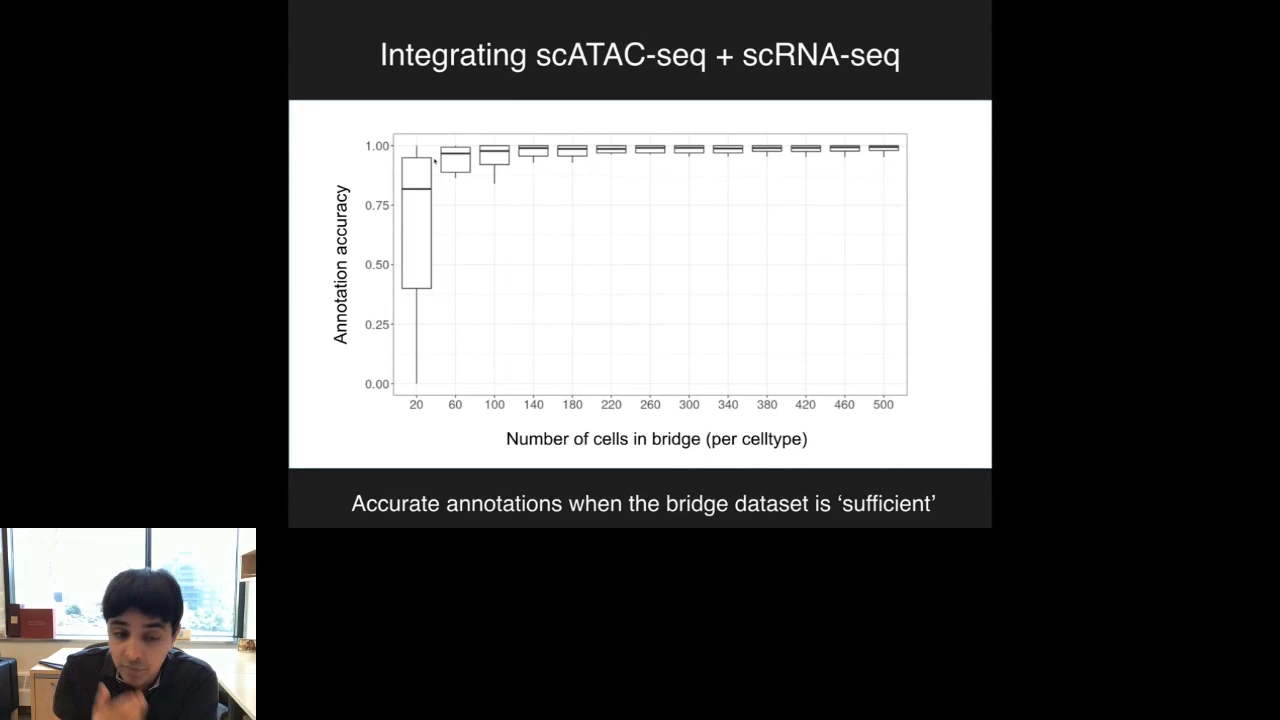 Integrating scATAC-seq + scRNA-seq
Annotation accuracy
1.00
0.75
0.50
0.25
0.00
20 60 100 140 180 220 260 300 340 380 420 460 500
Number of cells in bridge (per celltype)
Accurate annotations when the bridge dataset is ‘sufficient’